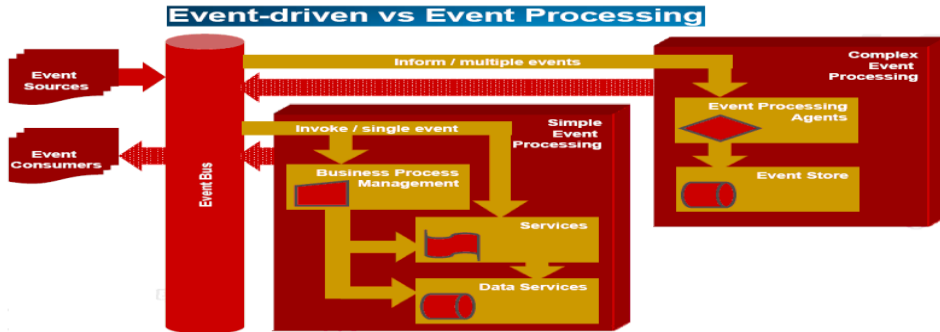 Event-driven vs Event Processing
Event
Sources
Inform / multiple events
Complex
Event
Processing
Event Processing
Agents
Event Store
Event
Consumers
Event Bus
Invoke / single event
Simple
Event
Processing
Business Process
Management
Services
Data Services